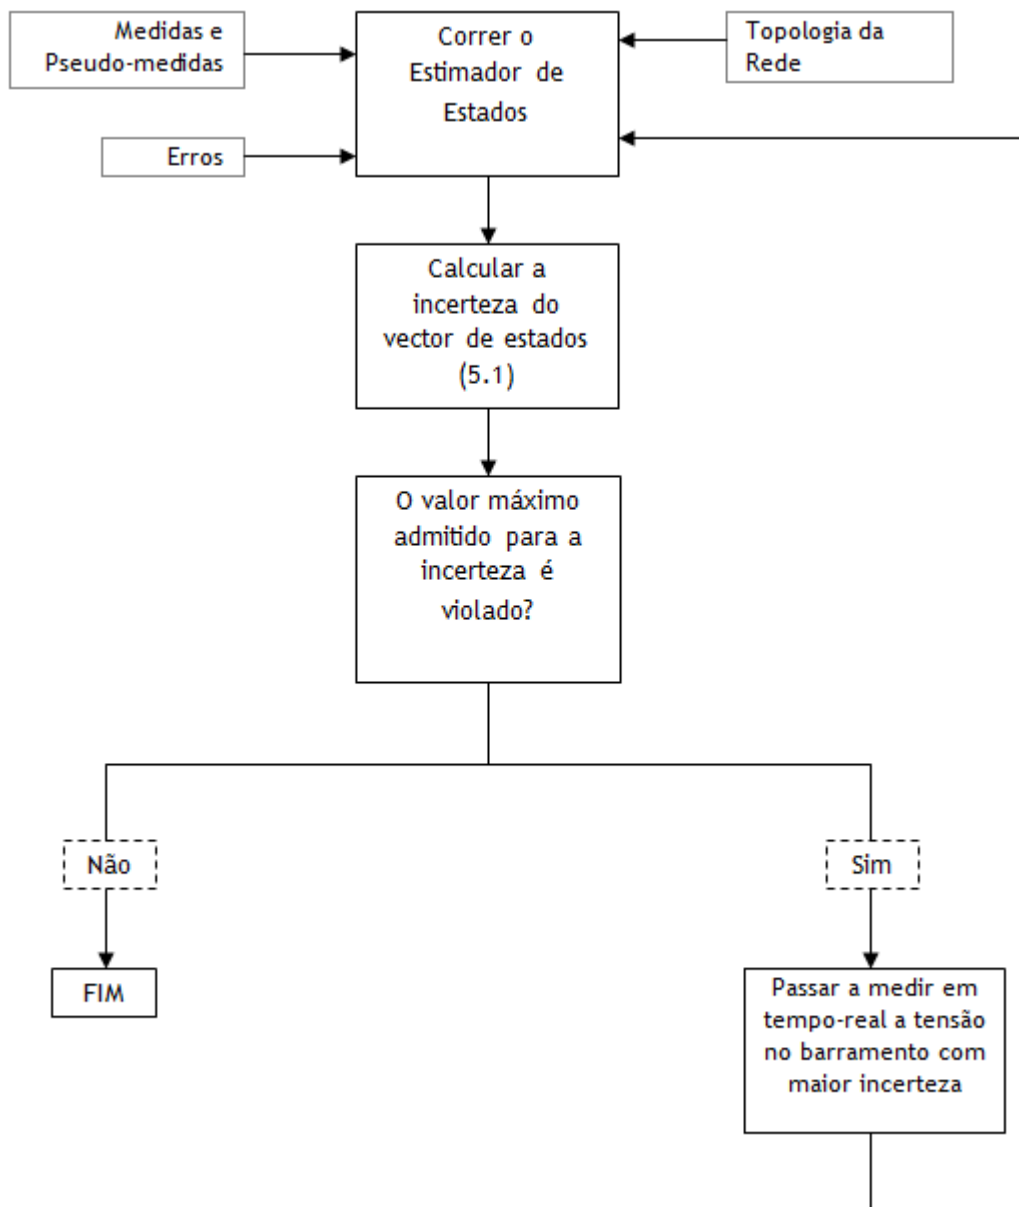 Medidas e
Pseudo-medidas
Correr o
Estimador de
Estados
Topologia da
Rede
Erros
Calcular a
incerteza do
vector de estados
(5.1)
O valor máximo
admitido para a
incerteza é
violado?
Não
Sim
FIM
Passar a medir em
tempo-real a tensão
no barramento com
maior incerteza